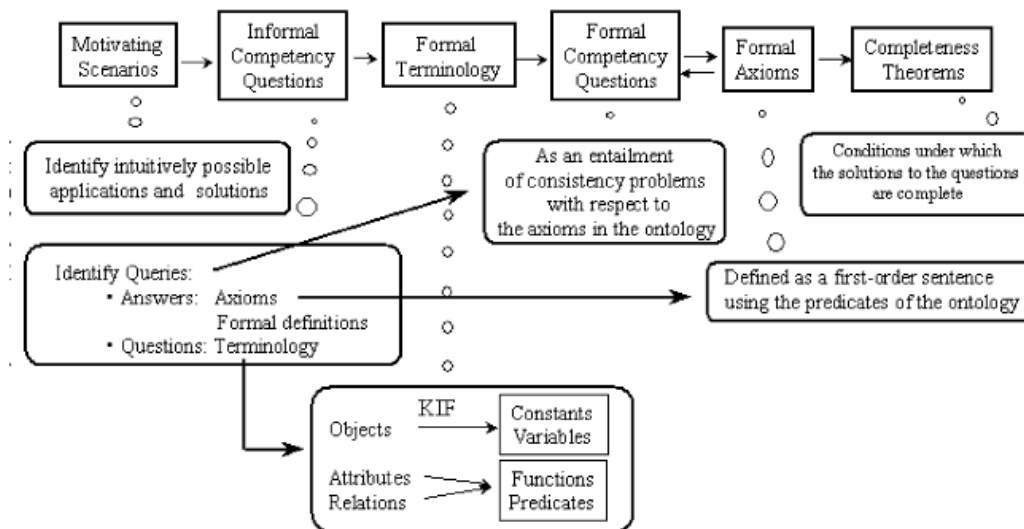 Motivating
Scenarios
Informal
Competency
Questions
Formal
Terminology
Formal
Competency
Questions
Formal
Axioms
Completeness
Theorems
Identify intuitively possible
applications and solutions
As an entailment
of consistency problems
with respect to
the axioms in the ontology
Conditions under which
the solutions to the questions
are complete
Identify Queries:
• Answers: Axioms
Formal definitions
• Questions: Terminology
Defined as a first-order sentence
using the predicates of the ontology
KIF
Objects
Constants
Variables
Attributes
Relations
Functions
Predicates